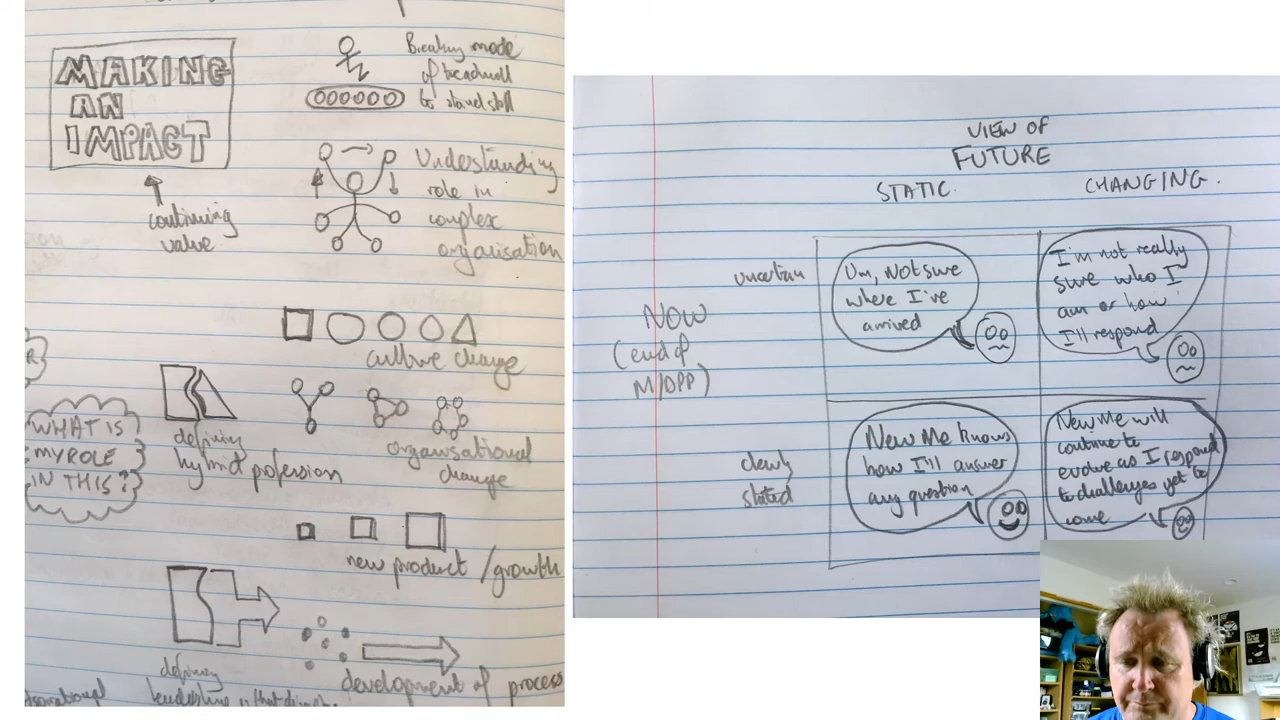 MAKING
AN
IMPACT
continuing
value
Breaking mode
of treadmill
to stand still
Understanding
role in
complex
organisation
culture change
WHAT IS
MY ROLE
IN THIS?
defining
hybrid profession
organisational
change
new product / growth
defining
development of process
VIEW OF
FUTURE
STATIC.
CHANGING.
uncertain
NOW
(end of
M/DPP)
clearly
stated
Um, Not sure
where I've
arrived
I'm not really
sure who I
am or how
I'll respond
New Me knows
how I'll answer
any question
New Me will
continue to
evolve as I respond
to challenges yet to
come